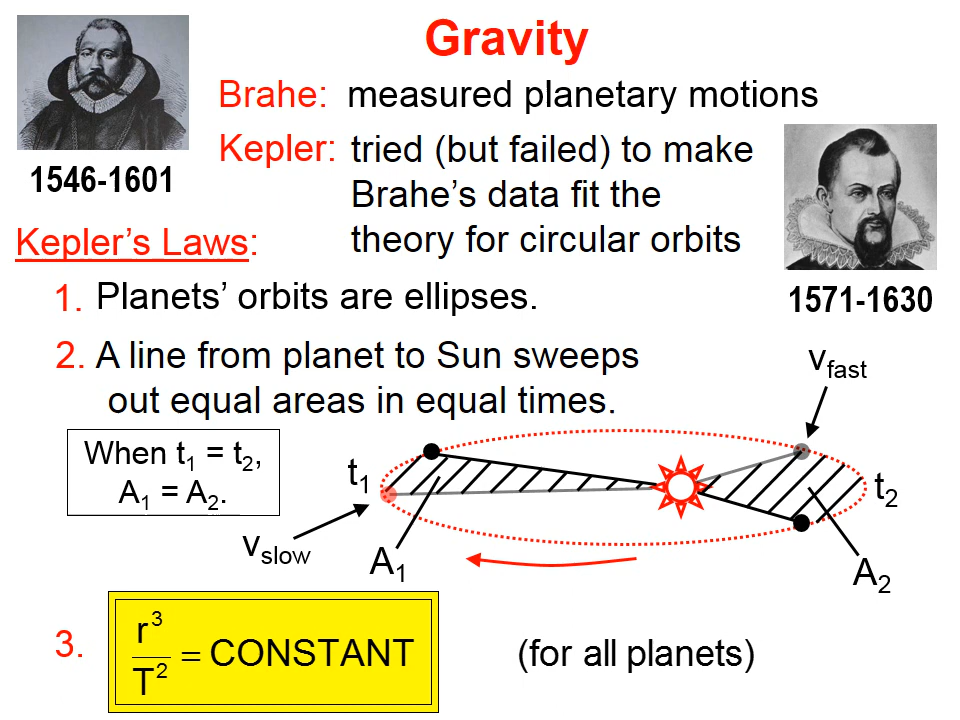 Gravity
Brahe: measured planetary motions
1546-1601
Kepler: tried (but failed) to make
Brahe's data fit the
theory for circular orbits
1571-1630
Kepler's Laws:
1. Planets' orbits are ellipses.
2. A line from planet to Sun sweeps
out equal areas in equal times.
When t₁ = t₂,
A₁ = A₂.
v_fast
t₁
t₂
v_slow
A₁
A₂
3. r³/T² = CONSTANT (for all planets)